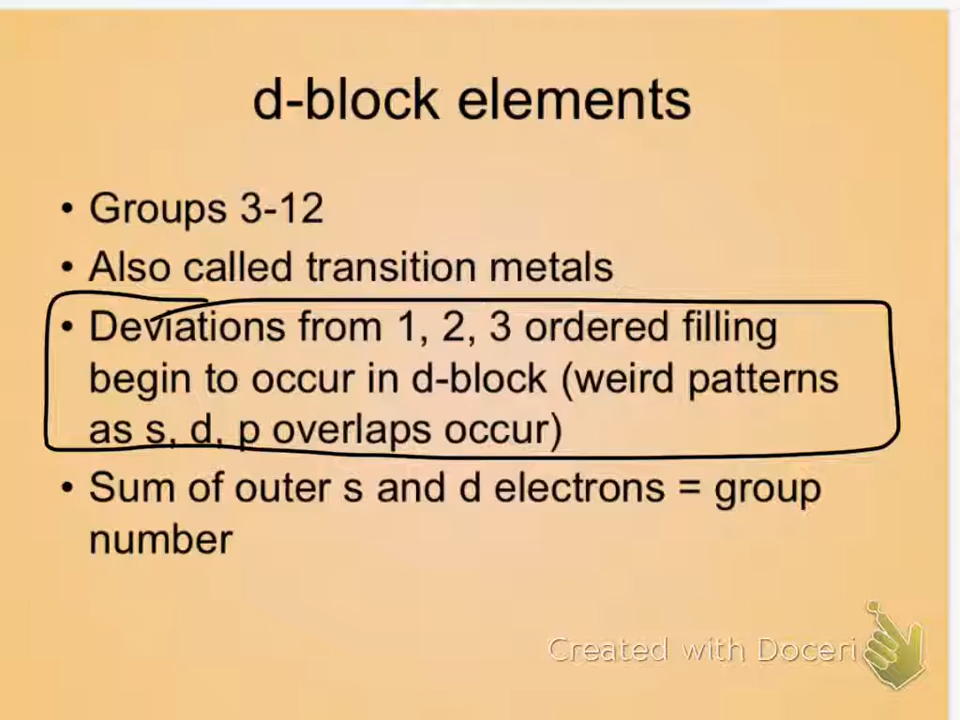 d-block elements
• Groups 3-12
• Also called transition metals
• Deviations from 1, 2, 3 ordered filling
begin to occur in d-block (weird patterns
as s, d, p overlaps occur)
• Sum of outer s and d electrons = group
number
Created with Doceri